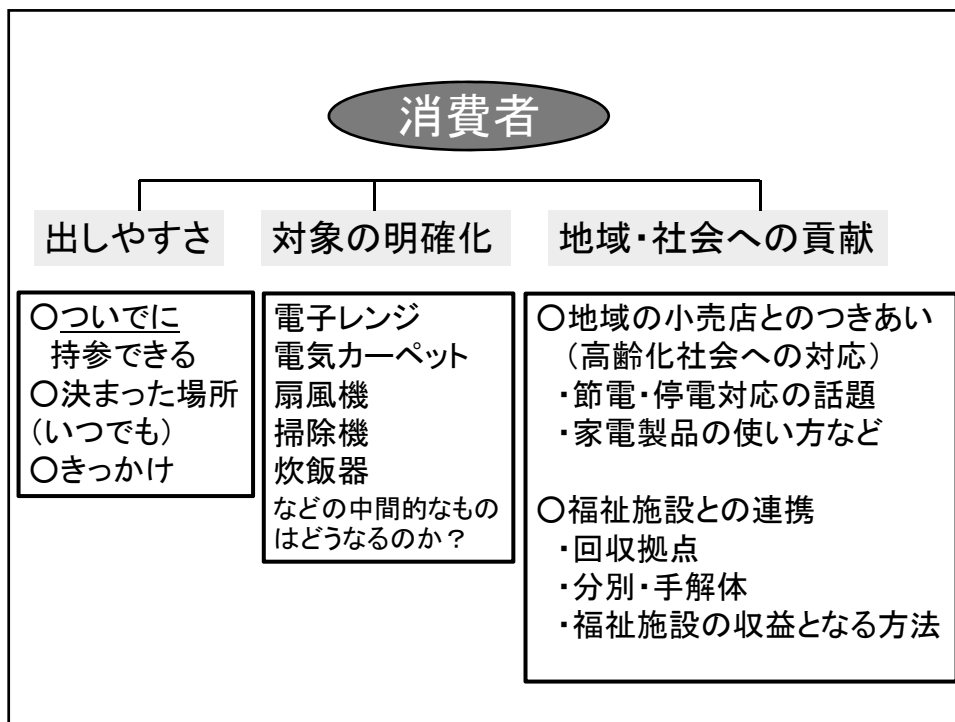 消費者
出しやすさ
対象の明確化
地域・社会への貢献
○ついでに
持参できる
○決まった場所
(いつでも)
○きっかけ
電子レンジ
電気カーペット
扇風機
掃除機
炊飯器
などの中間的なもの
はどうなるのか？
○地域の小売店とのつきあい
（高齢化社会への対応）
・節電・停電対応の話題
・家電製品の使い方など
○福祉施設との連携
・回収拠点
・分別・手解体
・福祉施設の収益となる方法